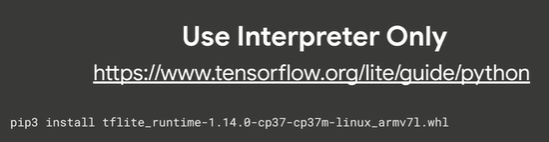 Use Interpreter Only
https://www.tensorflow.org/lite/guide/python
pip3 install tflite_runtime-1.14.0-cp37-cp37m-linux_armv7l.whl